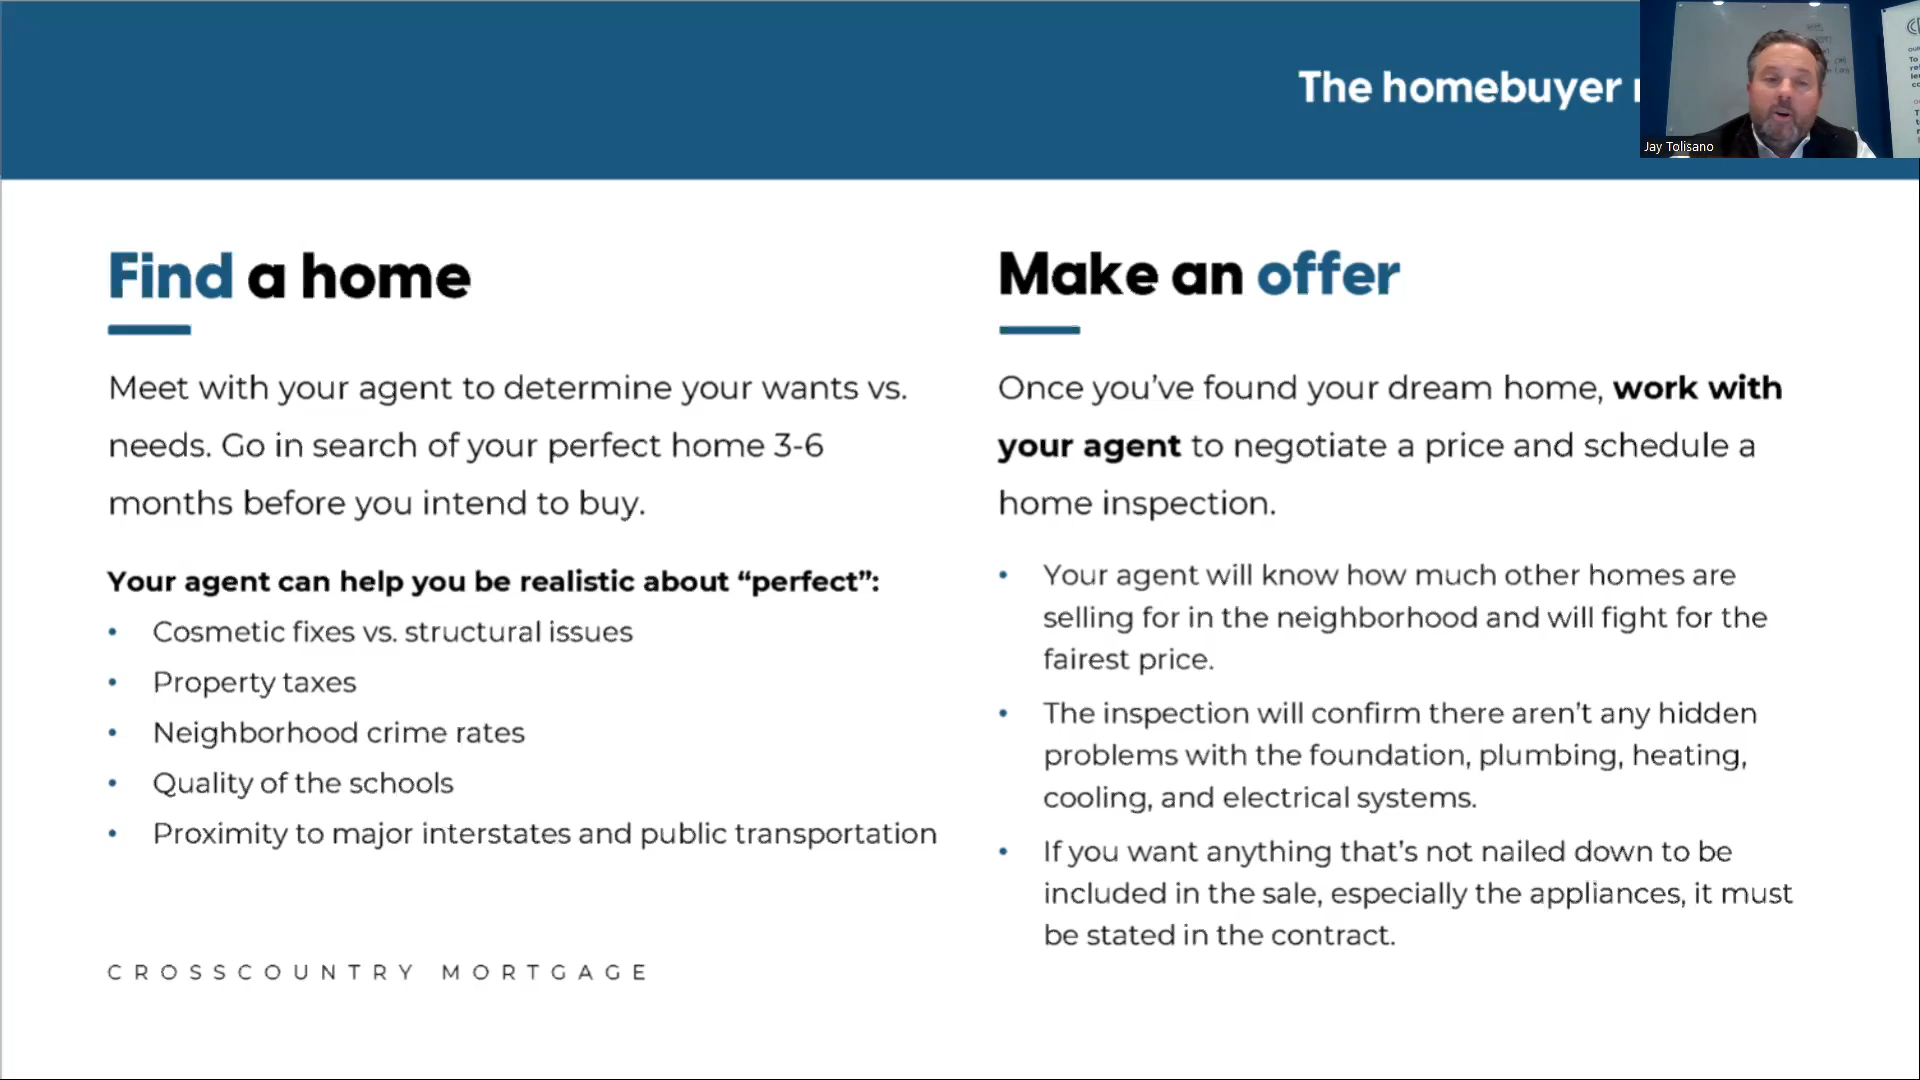 The homebuyer
Jay Tolisano
Find a home
Meet with your agent to determine your wants vs.
needs. Go in search of your perfect home 3-6
months before you intend to buy.
Your agent can help you be realistic about “perfect”:
• Cosmetic fixes vs. structural issues
• Property taxes
• Neighborhood crime rates
• Quality of the schools
• Proximity to major interstates and public transportation
CROSSCOUNTRY MORTGAGE
Make an offer
Once you’ve found your dream home, work with
your agent to negotiate a price and schedule a
home inspection.
• Your agent will know how much other homes are
selling for in the neighborhood and will fight for the
fairest price.
• The inspection will confirm there aren’t any hidden
problems with the foundation, plumbing, heating,
cooling, and electrical systems.
• If you want anything that’s not nailed down to be
included in the sale, especially the appliances, it must
be stated in the contract.